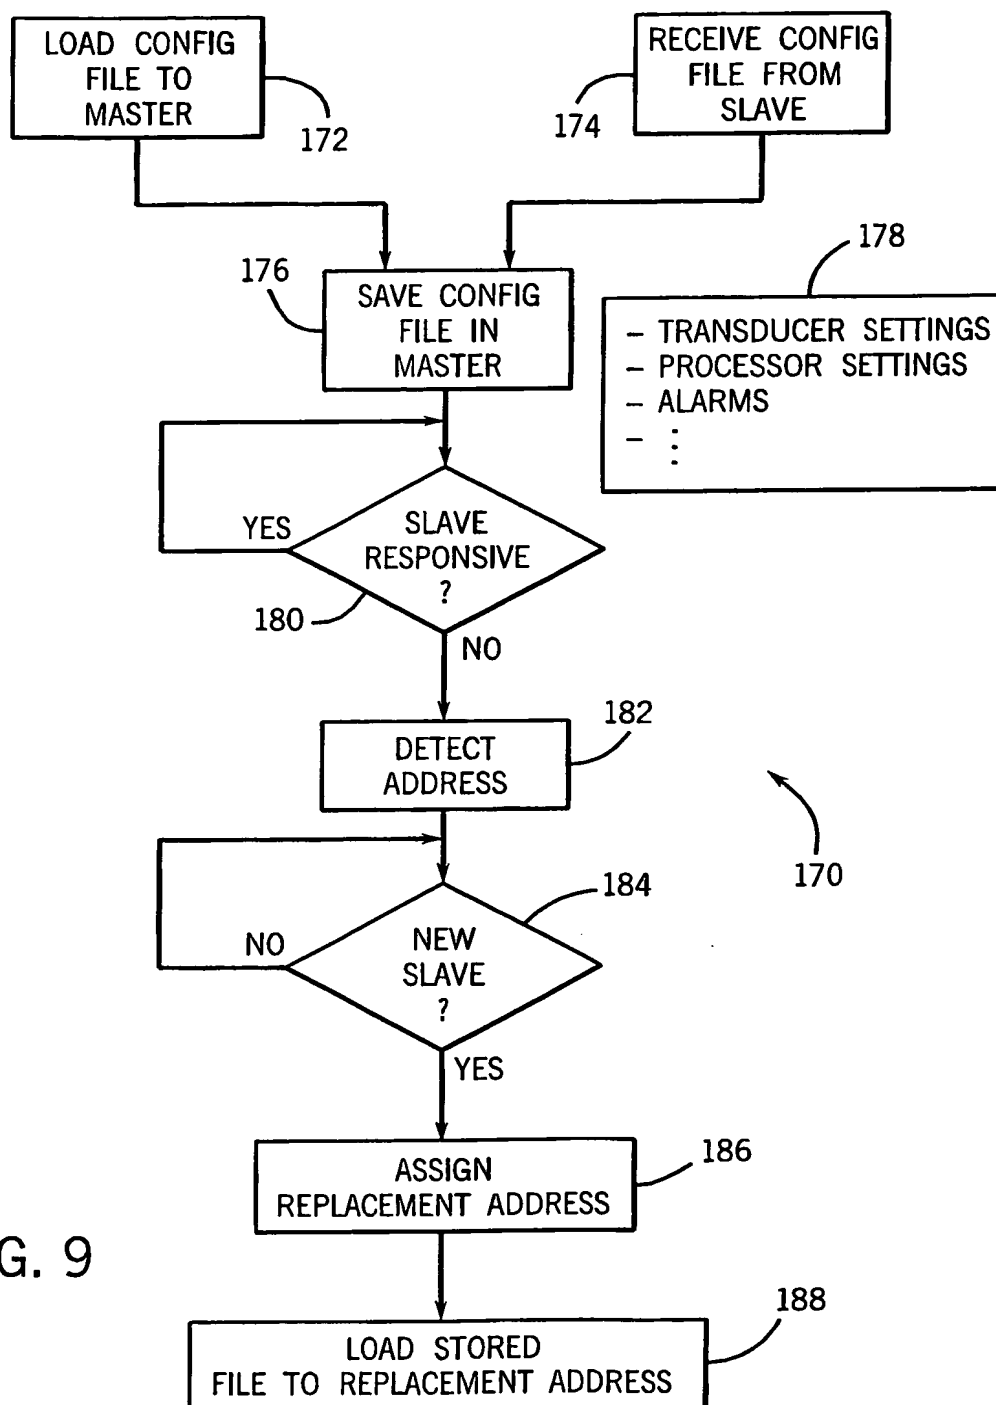 LOAD CONFIG
FILE TO
MASTER
172
RECEIVE CONFIG
FILE FROM
SLAVE
174
176
SAVE CONFIG
FILE IN
MASTER
178
– TRANSDUCER SETTINGS
– PROCESSOR SETTINGS
– ALARMS
– ⋮
YES
SLAVE
RESPONSIVE
?
180
NO
182
DETECT
ADDRESS
170
184
NO
NEW
SLAVE
?
YES
186
ASSIGN
REPLACEMENT ADDRESS
G. 9
188
LOAD STORED
FILE TO REPLACEMENT ADDRESS